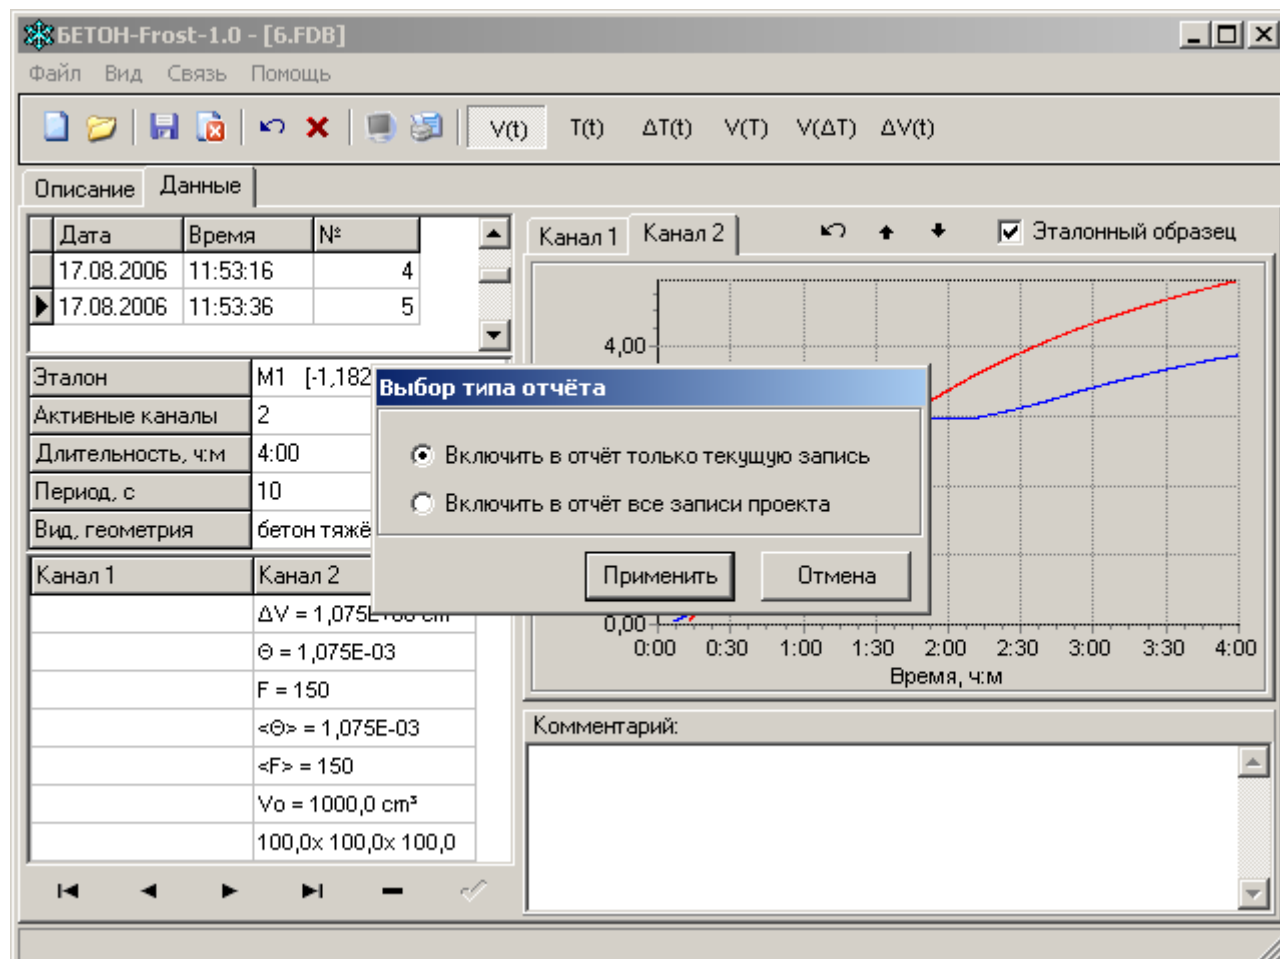 БЕТОН-Frost-1.0 - [6.FDB]
Файл Вид Связь Помощь
V(t) T(t) ΔT(t) V(T) V(ΔT) ΔV(t)
Описание Данные
Дата Время №
17.08.2006 11:53:16 4
17.08.2006 11:53:36 5
Эталон М1 [-1,182
Активные каналы 2
Длительность, ч:м 4:00
Период, с 10
Вид, геометрия бетон тяжё
Канал 1 Канал 2
ΔV = 1,075E+00 cm
Θ = 1,075E-03
F = 150
<Θ> = 1,075E-03
<F> = 150
Vo = 1000,0 cm³
100,0x 100,0x 100,0
Канал 1 Канал 2 Эталонный образец
4,00
0,00
0:00 0:30 1:00 1:30 2:00 2:30 3:00 3:30 4:00
Время, ч:м
Комментарий:
Выбор типа отчёта
Включить в отчёт только текущую запись
Включить в отчёт все записи проекта
Применить Отмена